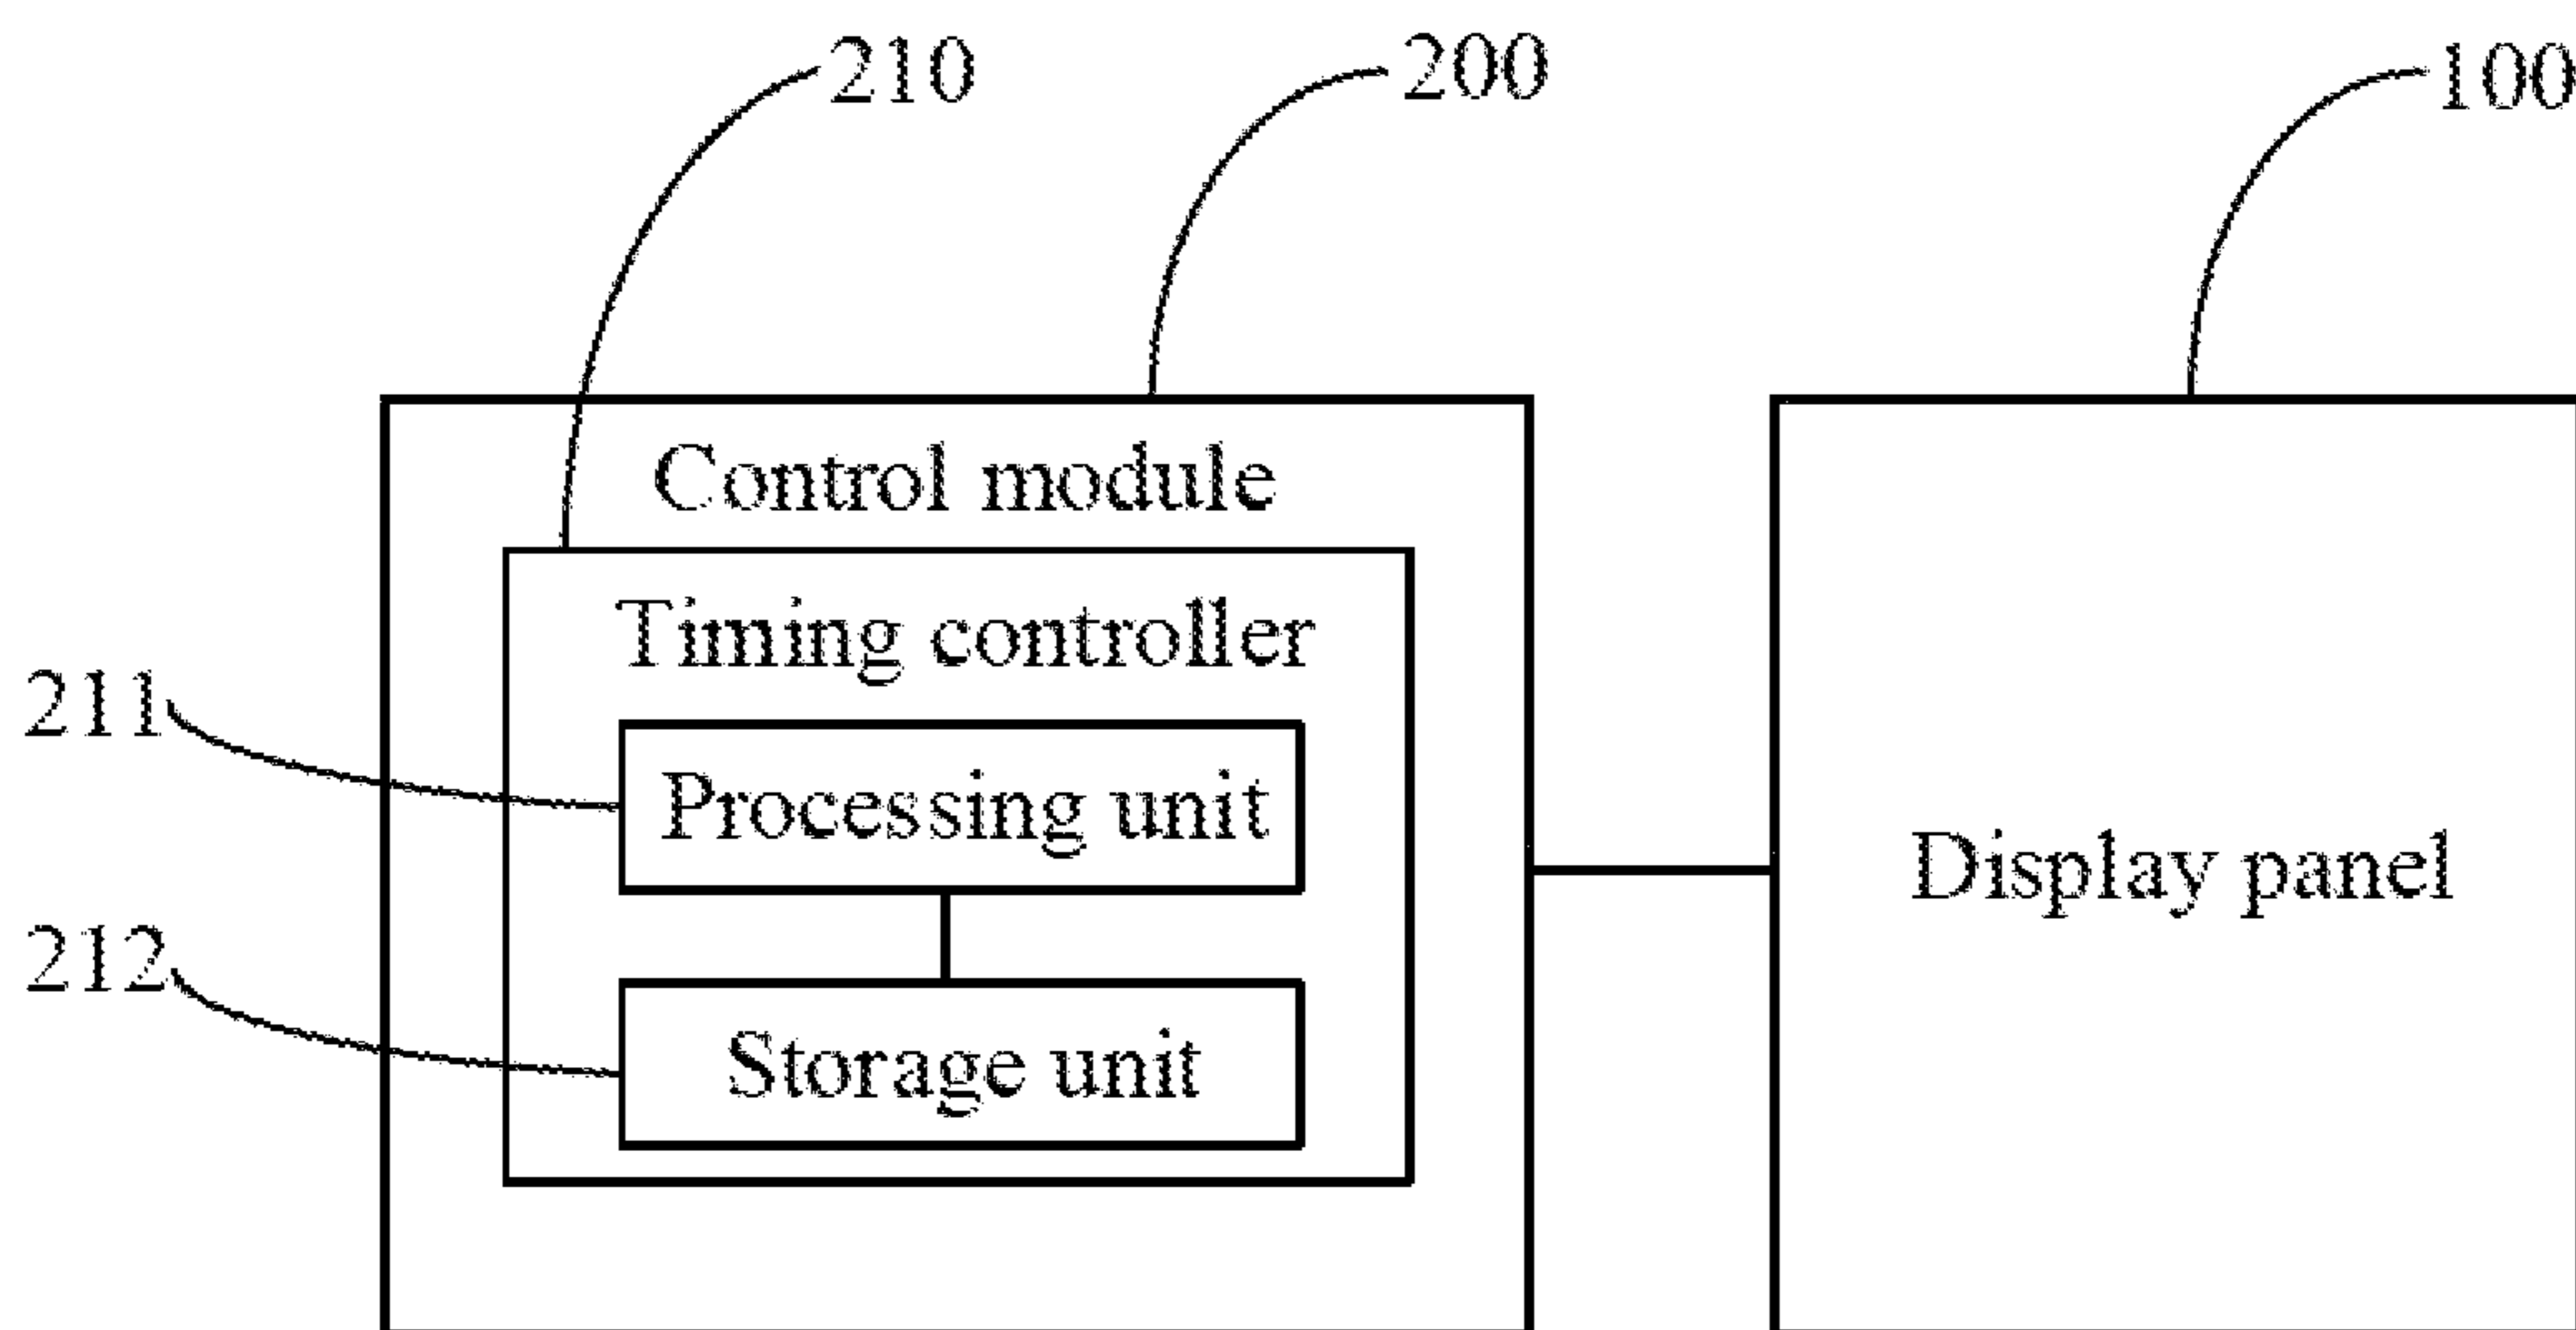 210
200
100
Control module
Timing controller
211
Processing unit
Display panel
212
Storage unit